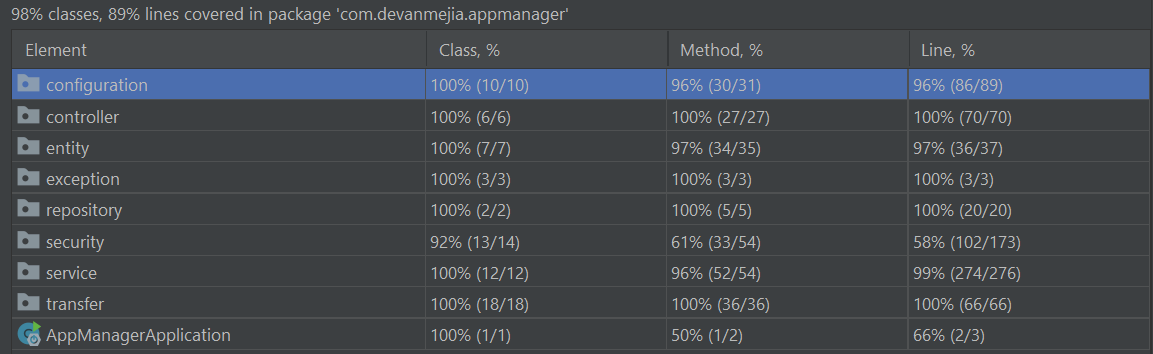 98% classes, 89% lines covered in package 'com.devanmejia.appmanager'
Element Class, % Method, % Line, %
configuration 100% (10/10) 96% (30/31) 96% (86/89)
controller 100% (6/6) 100% (27/27) 100% (70/70)
entity 100% (7/7) 97% (34/35) 97% (36/37)
exception 100% (3/3) 100% (3/3) 100% (3/3)
repository 100% (2/2) 100% (5/5) 100% (20/20)
security 92% (13/14) 61% (33/54) 58% (102/173)
service 100% (12/12) 96% (52/54) 99% (274/276)
transfer 100% (18/18) 100% (36/36) 100% (66/66)
AppManagerApplication 100% (1/1) 50% (1/2) 66% (2/3)